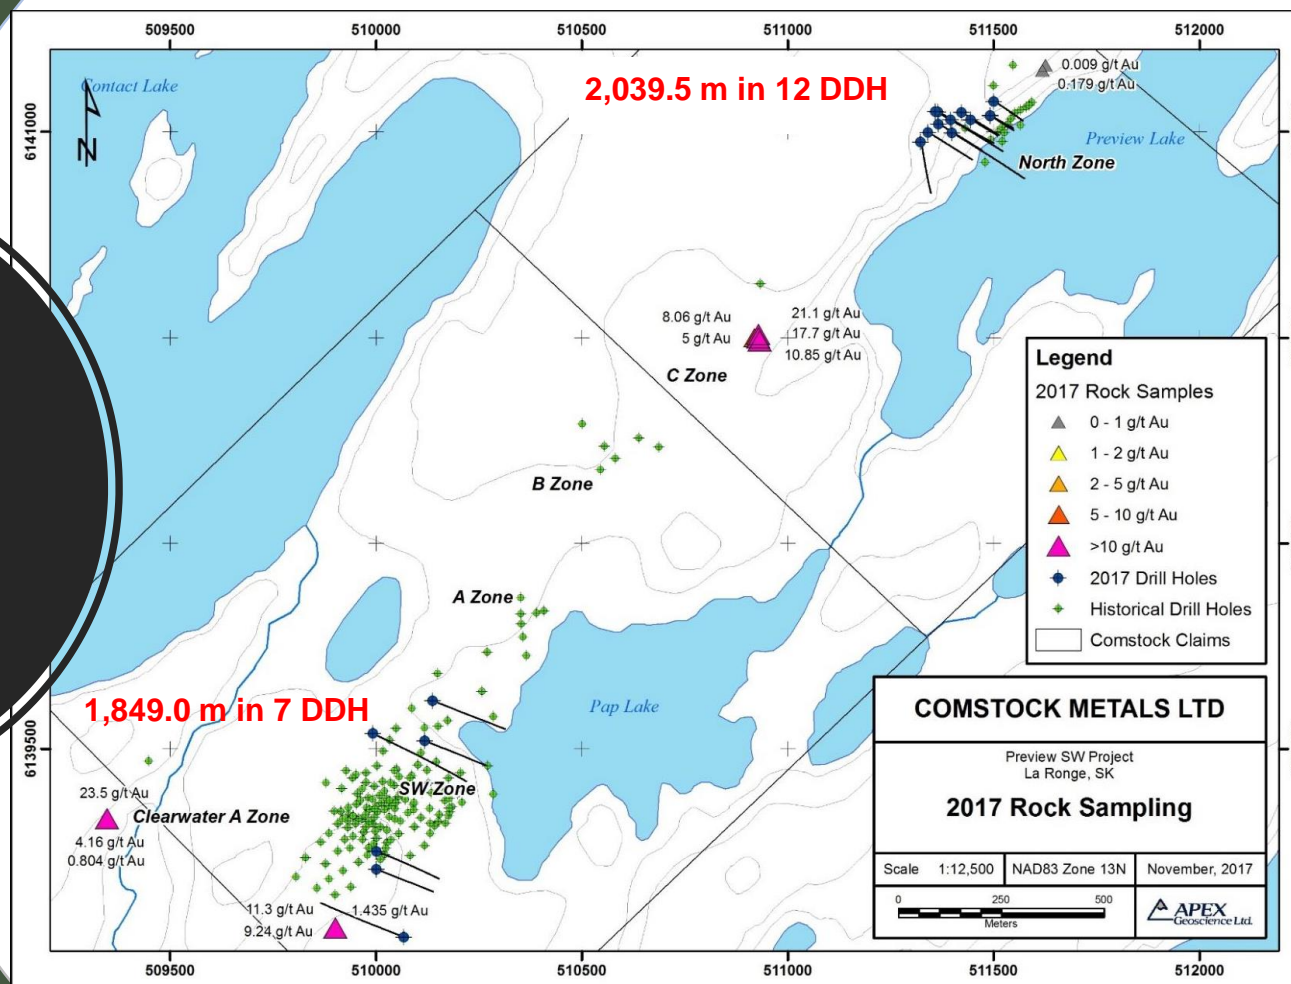 509500 510000 510500 511000 511500 512000
Contact Lake
N
2,039.5 m in 12 DDH
0.009 g/t Au
0.179 g/t Au
6141000
Preview Lake
North Zone
8.06 g/t Au
5 g/t Au
21.1 g/t Au
17.7 g/t Au
10.85 g/t Au
C Zone
B Zone
A Zone
Legend
2017 Rock Samples
0 - 1 g/t Au
1 - 2 g/t Au
2 - 5 g/t Au
5 - 10 g/t Au
>10 g/t Au
2017 Drill Holes
Historical Drill Holes
Comstock Claims
1,849.0 m in 7 DDH
Pap Lake
6139500
SW Zone
23.5 g/t Au
Clearwater A Zone
4.16 g/t Au
0.804 g/t Au
11.3 g/t Au
1.435 g/t Au
9.24 g/t Au
COMSTOCK METALS LTD
Preview SW Project
La Ronge, SK
2017 Rock Sampling
Scale 1:12,500 NAD83 Zone 13N November, 2017
0 250 500
Meters
APEX
Geoscience Ltd.
509500 510000 510500 511000 511500 512000